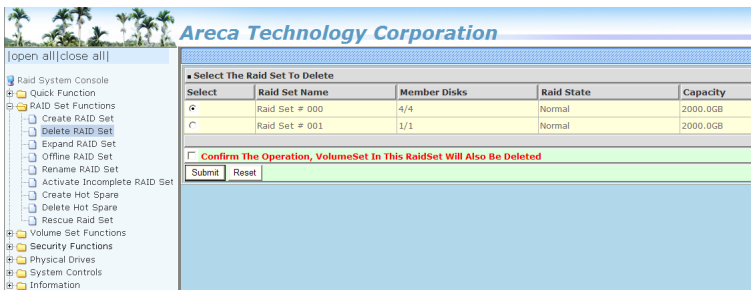 Areca Technology Corporation
|open all|close all|
Raid System Console
Quick Function
RAID Set Functions
Create RAID Set
Delete RAID Set
Expand RAID Set
Offline RAID Set
Rename RAID Set
Activate Incomplete RAID Set
Create Hot Spare
Delete Hot Spare
Rescue Raid Set
Volume Set Functions
Security Functions
Physical Drives
System Controls
Information
Select The Raid Set To Delete
Select Raid Set Name Member Disks Raid State Capacity
Raid Set # 000 4/4 Normal 2000.0GB
Raid Set # 001 1/1 Normal 2000.0GB
Confirm The Operation, VolumeSet In This RaidSet Will Also Be Deleted
Submit Reset